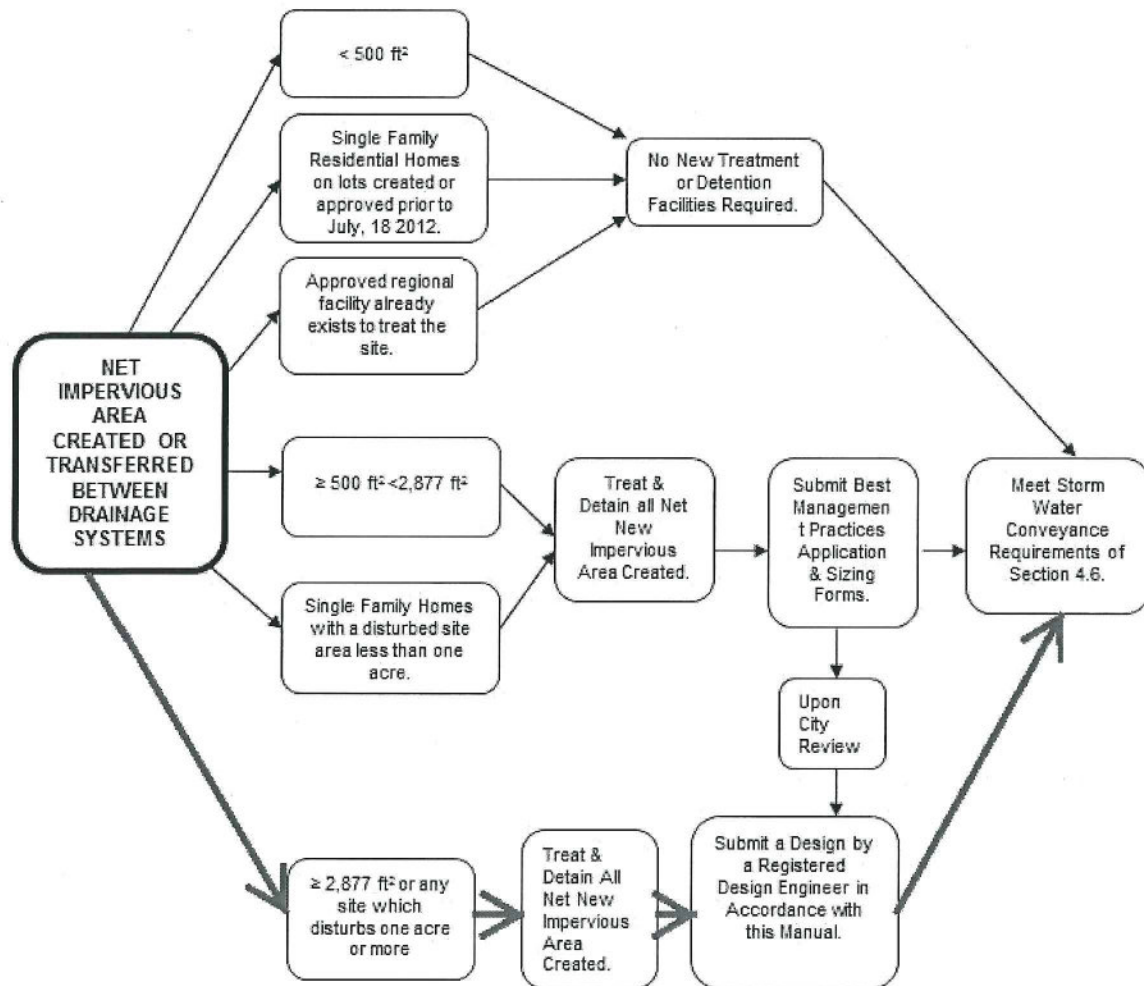 < 500 ft²
Single Family
Residential Homes
on lots created or
approved prior to
July, 18 2012.
No New Treatment
or Detention
Facilities Required.
Approved regional
facility already
exists to treat the
site.
NET
IMPERVIOUS
AREA
CREATED OR
TRANSFERRED
BETWEEN
DRAINAGE
SYSTEMS
≥ 500 ft² <2,877 ft²
Treat &
Detain all Net
New
Impervious
Area Created.
Submit Best
Managemen
t Practices
Application
& Sizing
Forms.
Meet Storm
Water
Conveyance
Requirements of
Section 4.6.
Single Family Homes
with a disturbed site
area less than one
acre.
Upon
City
Review
≥ 2,877 ft² or any
site which
disturbs one acre
or more
Treat &
Detain All
Net New
Impervious
Area
Created.
Submit a Design by
a Registered
Design Engineer in
Accordance with
this Manual.